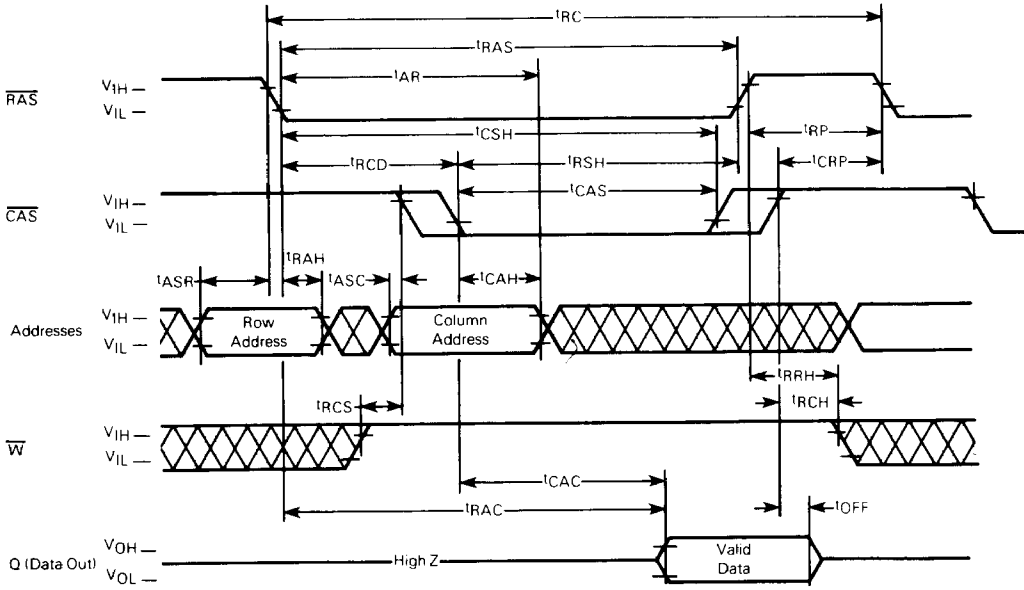 tRC
tRAS
tAR
RAS
V1H
VIL
tCSH
tRP
tRCD
tRSH
tCRP
tCAS
CAS
VIH
VIL
tRAH
tASR
tASC
tCAH
Addresses
V1H
VIL
Row
Address
Column
Address
tRRH
tRCS
tRCH
W
VIH
VIL
tCAC
tRAC
tOFF
Q (Data Out)
VOH
VOL
High Z
Valid
Data